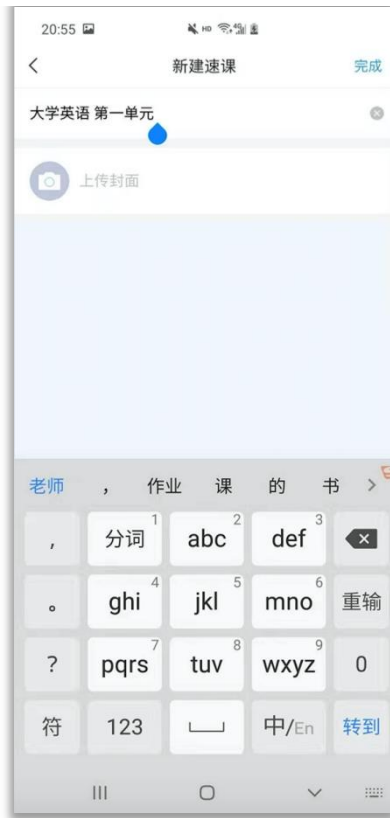 20:55 HD 4G
新建速课 完成
大学英语 第一单元
上传封面
老师 ， 作业 课 的 书 >
, 分词 1 abc 2 def 3
。 ghi 4 jkl 5 mno 6 重输
? pqrs 7 tuv 8 wxyz 9 0
符 123 中/En 转到